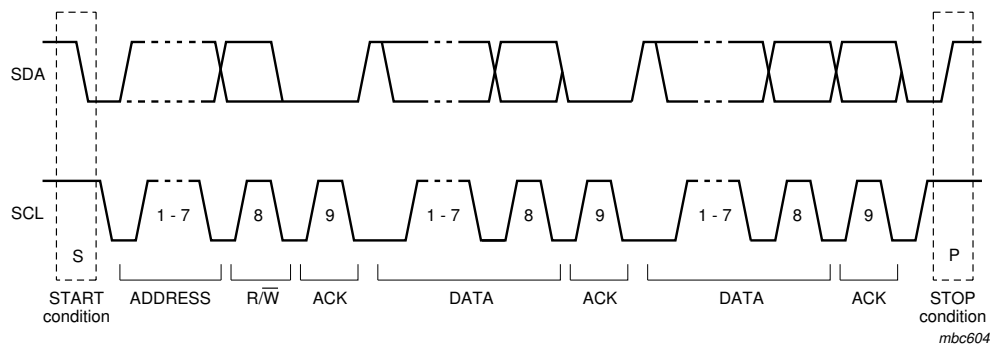 SDA
SCL
1 - 7
8
9
1 - 7
8
9
1 - 7
8
9
S
P
START
condition
ADDRESS
R/W̅
ACK
DATA
ACK
DATA
ACK
STOP
condition
mbc604